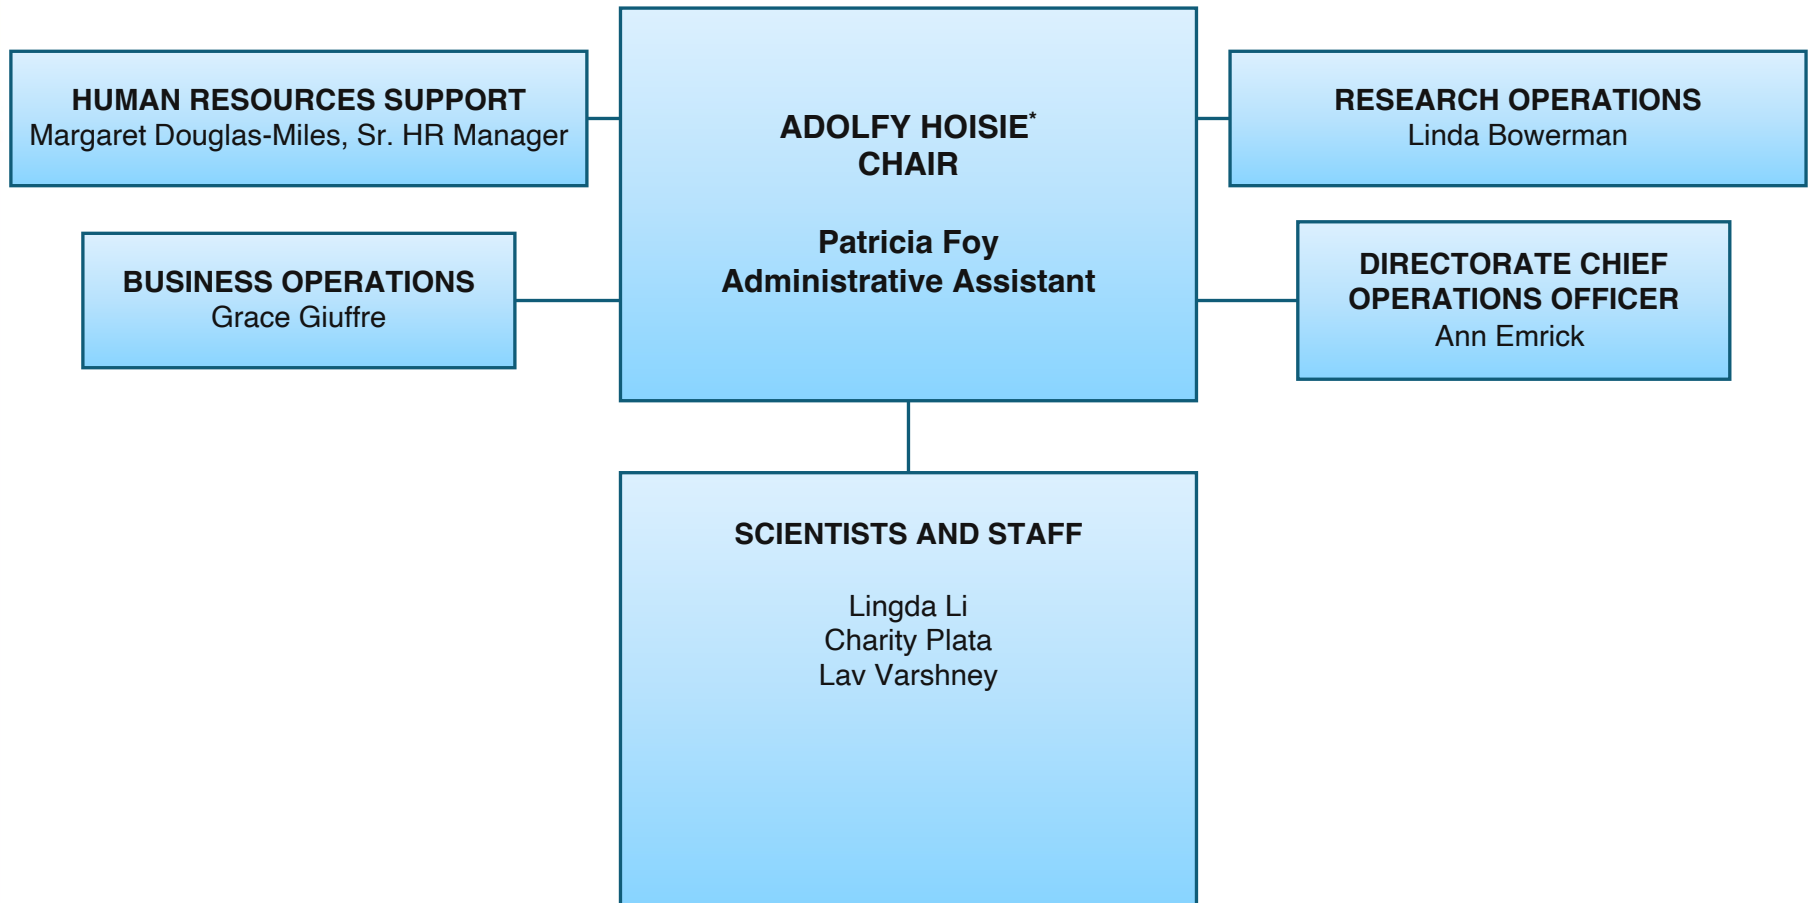 HUMAN RESOURCES SUPPORT
Margaret Douglas-Miles, Sr. HR Manager
BUSINESS OPERATIONS
Grace Giuffre
ADOLFY HOISIE*
CHAIR
Patricia Foy
Administrative Assistant
RESEARCH OPERATIONS
Linda Bowerman
DIRECTORATE CHIEF
OPERATIONS OFFICER
Ann Emrick
SCIENTISTS AND STAFF
Lingda Li
Charity Plata
Lav Varshney